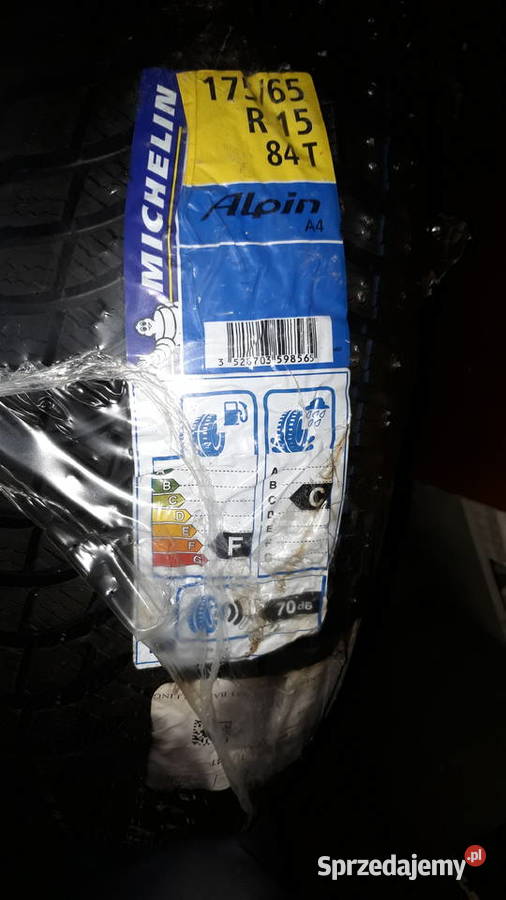 MICHELIN
175/65
R 15
84 T
Alpin
A4
3 528703 598565
A
B
C
D
E
F
G
F
A
B
C
D
E
F
G
C
70 dB
Sprzedajemy.pl